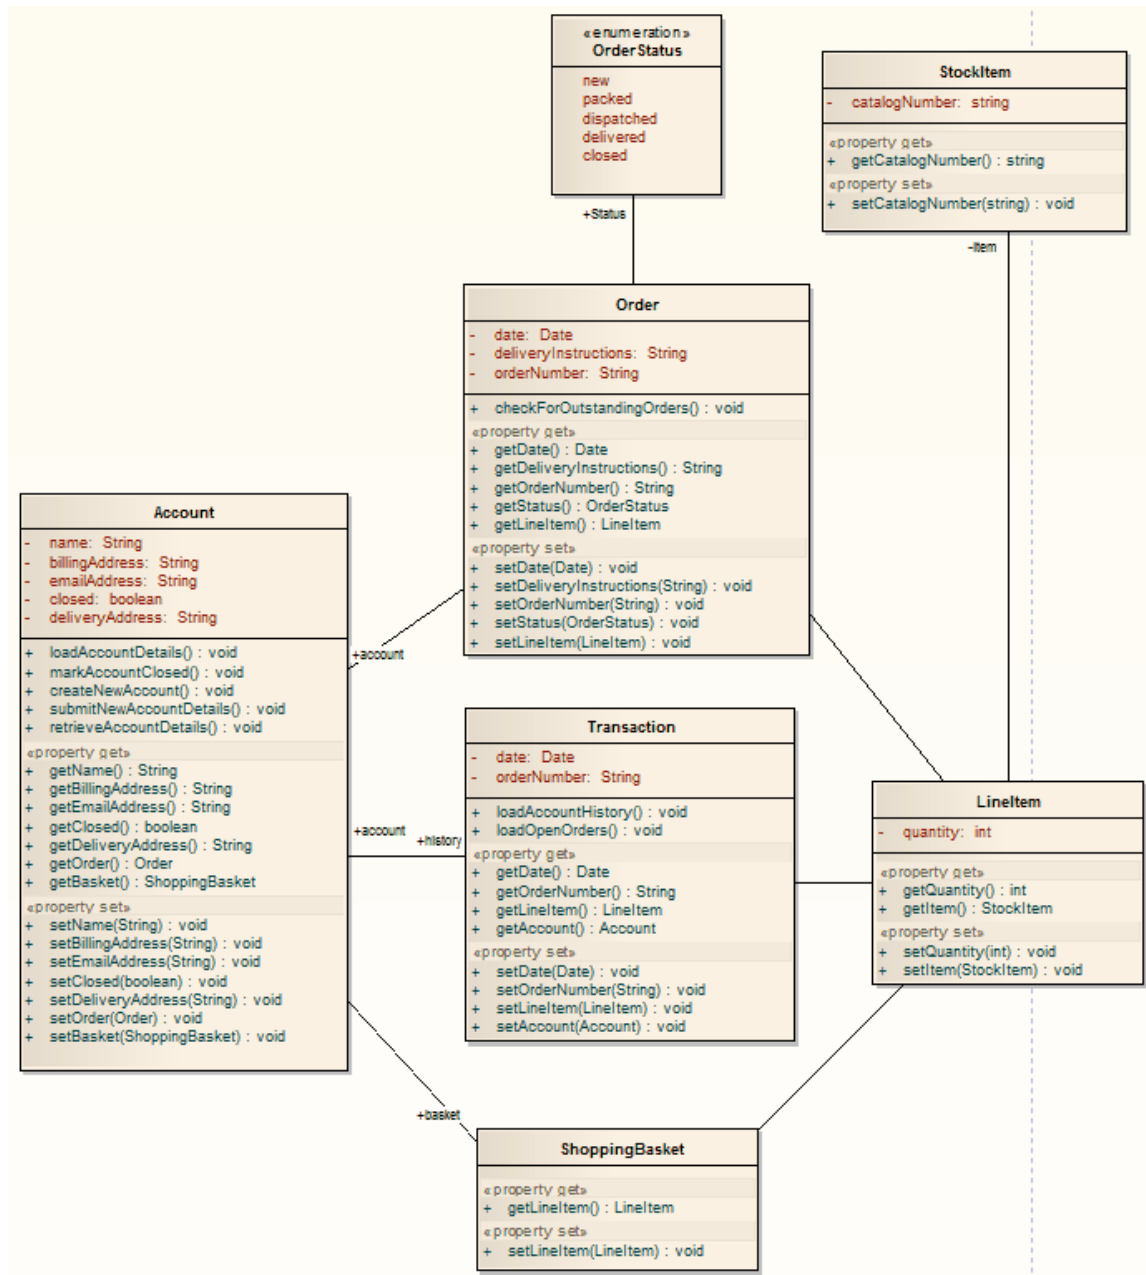 «enumeration»
OrderStatus
new
packed
dispatched
delivered
closed
+Status
StockItem
- catalogNumber: string
«property get»
+ getCatalogNumber() : string
«property set»
+ setCatalogNumber(string) : void
-Item
Order
- date: Date
- deliveryInstructions: String
- orderNumber: String
+ checkForOutstandingOrders() : void
«property get»
+ getDate() : Date
+ getDeliveryInstructions() : String
+ getOrderNumber() : String
+ getStatus() : OrderStatus
+ getLineItem() : LineItem
«property set»
+ setDate(Date) : void
+ setDeliveryInstructions(String) : void
+ setOrderNumber(String) : void
+ setStatus(OrderStatus) : void
+ setLineItem(LineItem) : void
Account
- name: String
- billingAddress: String
- emailAddress: String
- closed: boolean
- deliveryAddress: String
+ loadAccountDetails() : void
+ markAccountClosed() : void
+ createNewAccount() : void
+ submitNewAccountDetails() : void
+ retrieveAccountDetails() : void
«property get»
+ getName() : String
+ getBillingAddress() : String
+ getEmailAddress() : String
+ getClosed() : boolean
+ getDeliveryAddress() : String
+ getOrder() : Order
+ getBasket() : ShoppingBasket
«property set»
+ setName(String) : void
+ setBillingAddress(String) : void
+ setEmailAddress(String) : void
+ setClosed(boolean) : void
+ setDeliveryAddress(String) : void
+ setOrder(Order) : void
+ setBasket(ShoppingBasket) : void
+account
+account
+history
+basket
Transaction
- date: Date
- orderNumber: String
+ loadAccountHistory() : void
+ loadOpenOrders() : void
«property get»
+ getDate() : Date
+ getOrderNumber() : String
+ getLineItem() : LineItem
+ getAccount() : Account
«property set»
+ setDate(Date) : void
+ setOrderNumber(String) : void
+ setLineItem(LineItem) : void
+ setAccount(Account) : void
LineItem
- quantity: int
«property get»
+ getQuantity() : int
+ getItem() : StockItem
«property set»
+ setQuantity(int) : void
+ setItem(StockItem) : void
ShoppingBasket
«property get»
+ getLineItem() : LineItem
«property set»
+ setLineItem(LineItem) : void